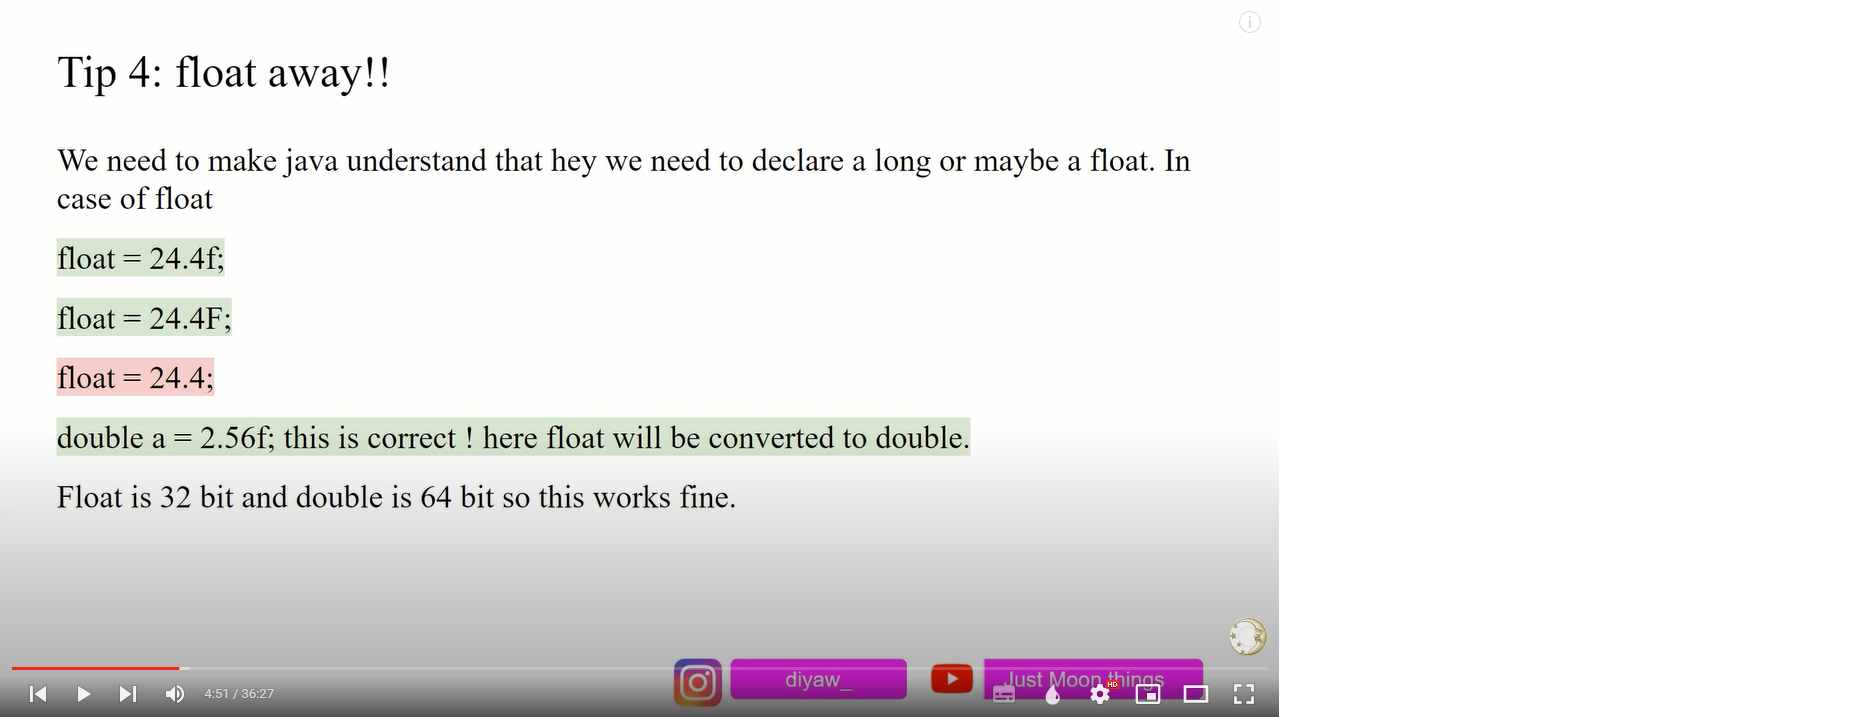 Tip 4: float away!!
We need to make java understand that hey we need to declare a long or maybe a float. In
case of float
float = 24.4f;
float = 24.4F;
float = 24.4;
double a = 2.56f; this is correct ! here float will be converted to double.
Float is 32 bit and double is 64 bit so this works fine.
diyaw_
Just Moon things
4:51 / 36:27
HD